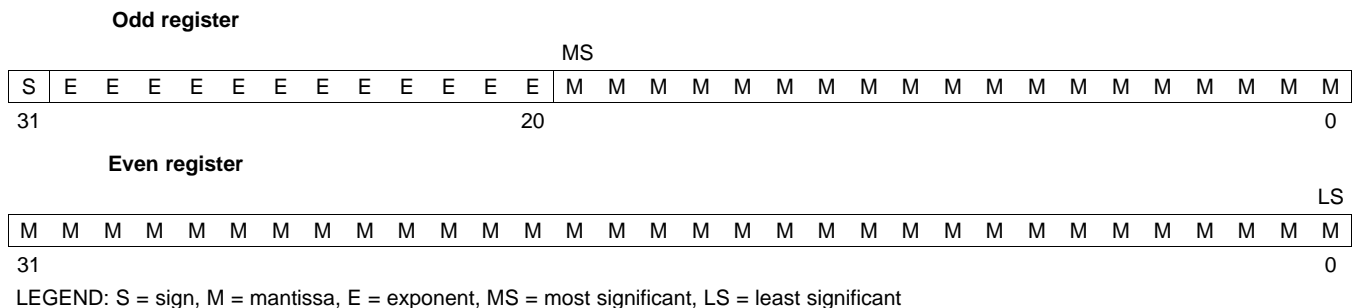 Odd register
MS
S E E E E E E E E E E E E M M M M M M M M M M M M M M M M M M M
31 20 0
Even register
LS
M M M M M M M M M M M M M M M M M M M M M M M M M M M M M M M M
31 0
LEGEND: S = sign, M = mantissa, E = exponent, MS = most significant, LS = least significant